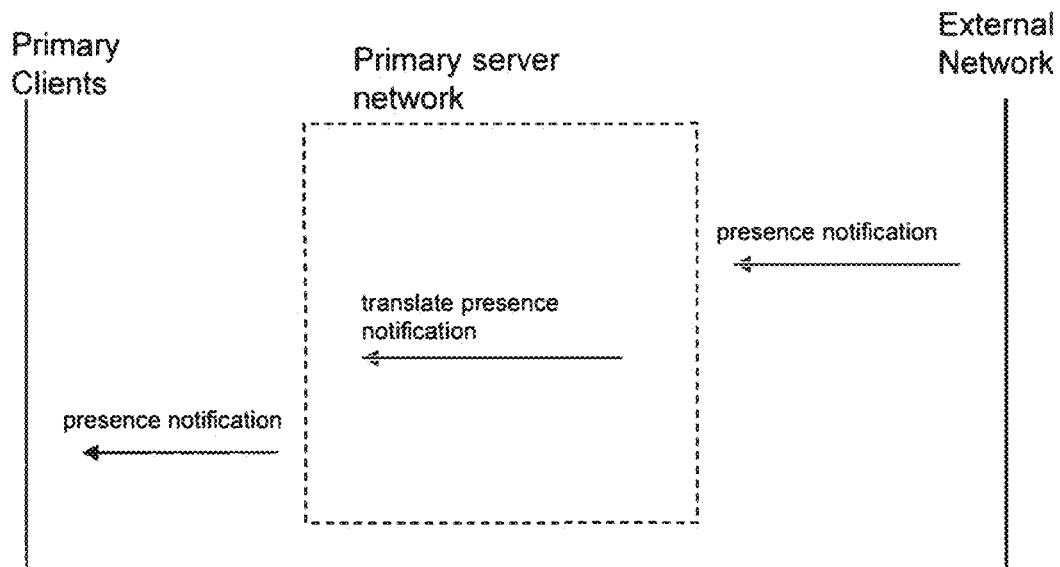 Primary
Clients
Primary server
network
External
Network
presence notification
translate presence
notification
presence notification